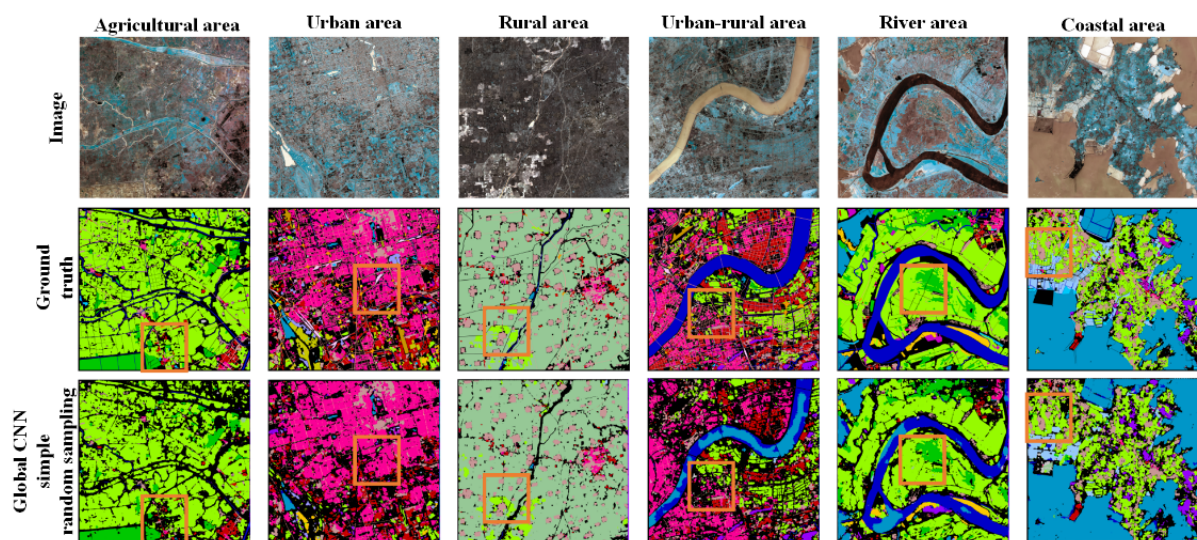 Agricultural area
Urban area
Rural area
Urban-rural area
River area
Coastal area
Image
Ground
truth
Global CNN
simple
random sampling